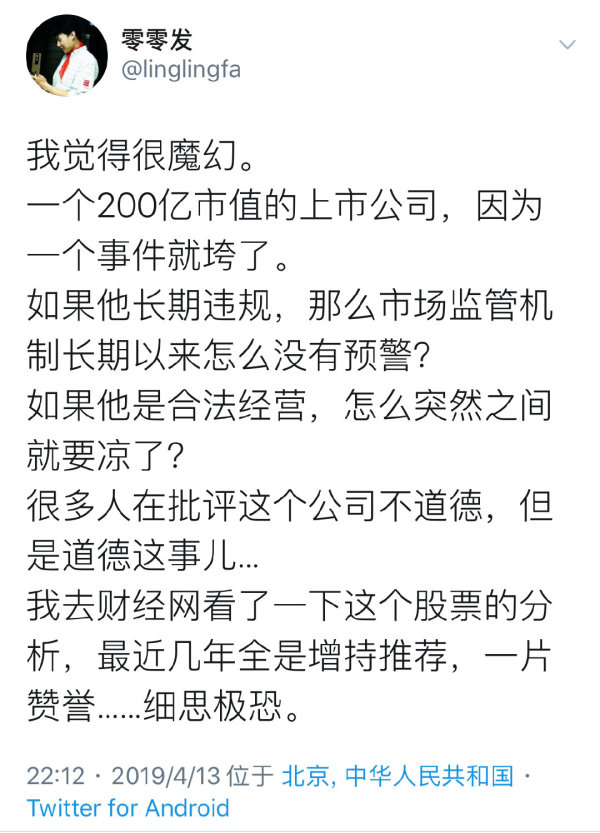 零零发
@linglingfa
我觉得很魔幻。
一个200亿市值的上市公司，因为
一个事件就垮了。
如果他长期违规，那么市场监管机
制长期以来怎么没有预警？
如果他是合法经营，怎么突然之间
就要凉了？
很多人在批评这个公司不道德，但
是道德这事儿...
我去财经网看了一下这个股票的分
析，最近几年全是增持推荐，一片
赞誉......细思极恐。
22:12 · 2019/4/13 位于 北京, 中华人民共和国 ·
Twitter for Android